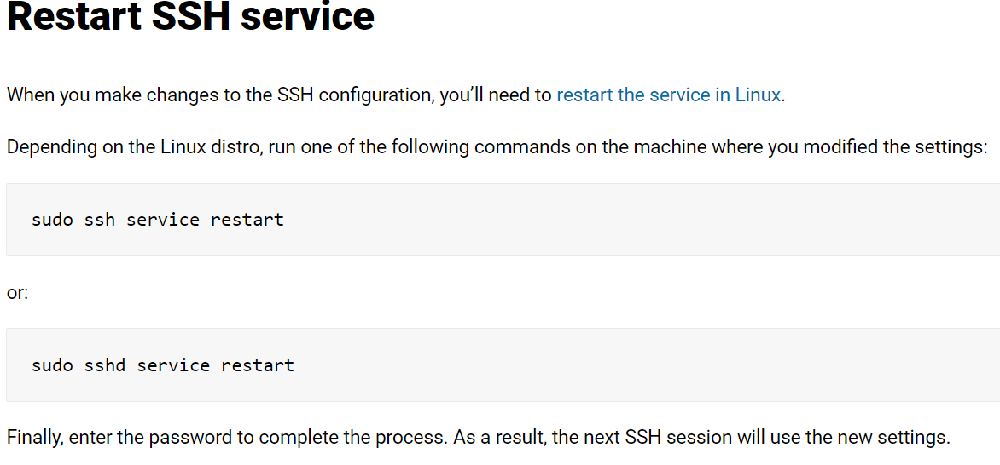 Restart SSH service
When you make changes to the SSH configuration, you’ll need to restart the service in Linux.
Depending on the Linux distro, run one of the following commands on the machine where you modified the settings:
sudo ssh service restart
or:
sudo sshd service restart
Finally, enter the password to complete the process. As a result, the next SSH session will use the new settings.